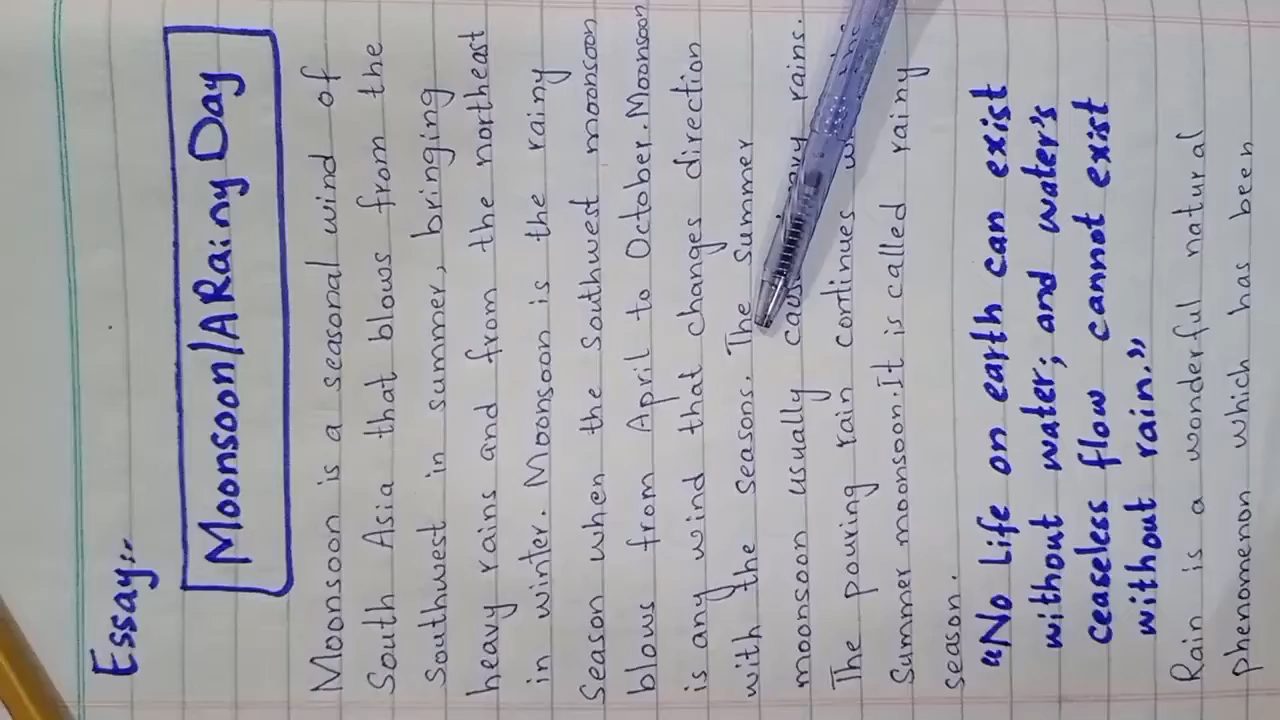 Essay:-
Moonsoon/A Rainy Day
Moonsoon is a seasonal wind of
South Asia that blows from the
Southwest in summer, bringing
heavy rains and from the northeast
in winter. Moonsoon is the rainy
Season when the Southwest moonsoon
blows from April to October. Moonsoon
is any wind that changes direction
with the seasons. The Summer
moonsoon usually rains.
The pouring rain continues
Summer moonsoon. It is called rainy
season.
"No Life on earth can exist
without water; and water's
ceaseless flow cannot exist
without rain."
Rain is a wonderful natural
phenomenon which has been